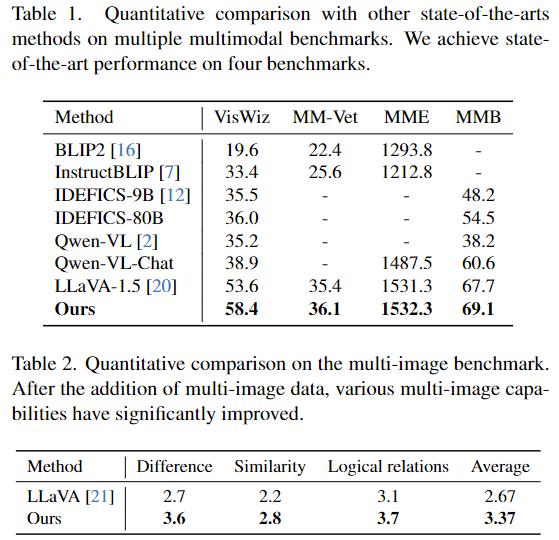 Table 1. Quantitative comparison with other state-of-the-arts
methods on multiple multimodal benchmarks. We achieve state-
of-the-art performance on four benchmarks.
Method VisWiz MM-Vet MME MMB
BLIP2 [16] 19.6 22.4 1293.8 -
InstructBLIP [7] 33.4 25.6 1212.8 -
IDEFICS-9B [12] 35.5 - - 48.2
IDEFICS-80B 36.0 - - 54.5
Qwen-VL [2] 35.2 - - 38.2
Qwen-VL-Chat 38.9 - 1487.5 60.6
LLaVA-1.5 [20] 53.6 35.4 1531.3 67.7
Ours 58.4 36.1 1532.3 69.1
Table 2. Quantitative comparison on the multi-image benchmark.
After the addition of multi-image data, various multi-image capa-
bilities have significantly improved.
Method Difference Similarity Logical relations Average
LLaVA [21] 2.7 2.2 3.1 2.67
Ours 3.6 2.8 3.7 3.37